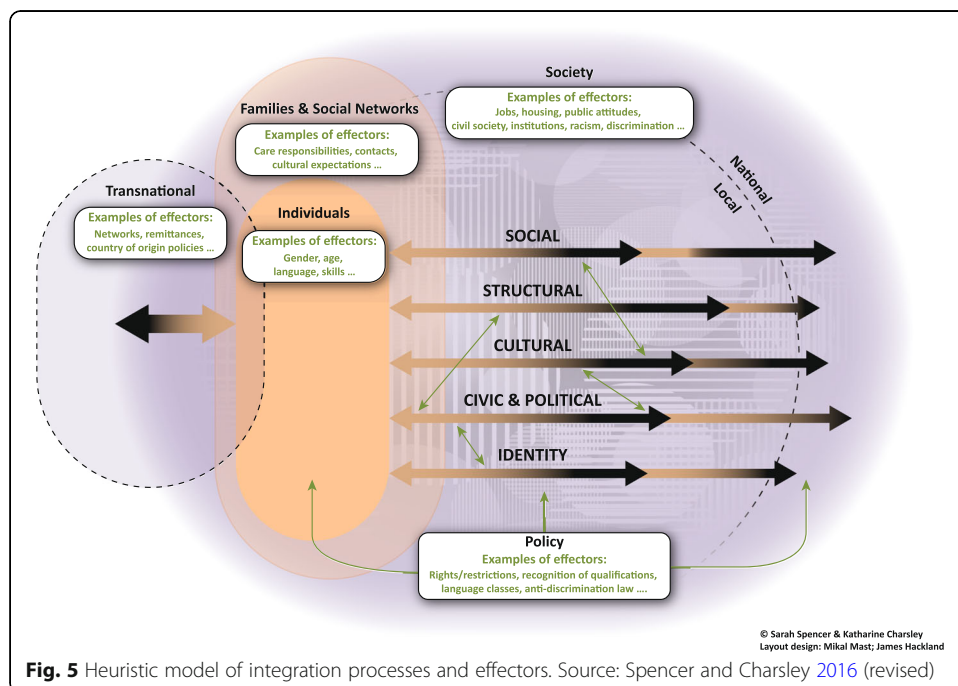 Society
Examples of effectors:
Jobs, housing, public attitudes,
civil society, institutions, racism, discrimination ...
Families & Social Networks
Examples of effectors:
Care responsibilities, contacts,
cultural expectations ...
National
Local
Transnational
Examples of effectors:
Networks, remittances,
country of origin policies ...
Individuals
Examples of effectors:
Gender, age,
language, skills ...
SOCIAL
STRUCTURAL
CULTURAL
CIVIC & POLITICAL
IDENTITY
Policy
Examples of effectors:
Rights/restrictions, recognition of qualifications,
language classes, anti-discrimination law ....
© Sarah Spencer & Katharine Charsley
Layout design: Mikal Mast; James Hackland
Fig. 5 Heuristic model of integration processes and effectors. Source: Spencer and Charsley 2016 (revised)